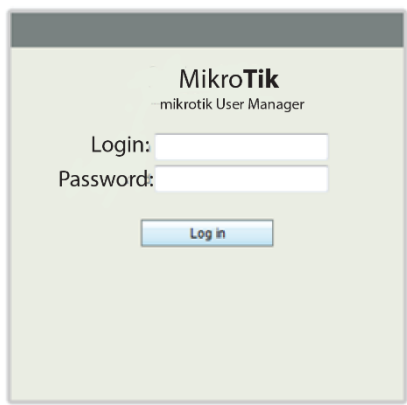 MikroTik
mikrotik User Manager
Login:
Password:
Log in